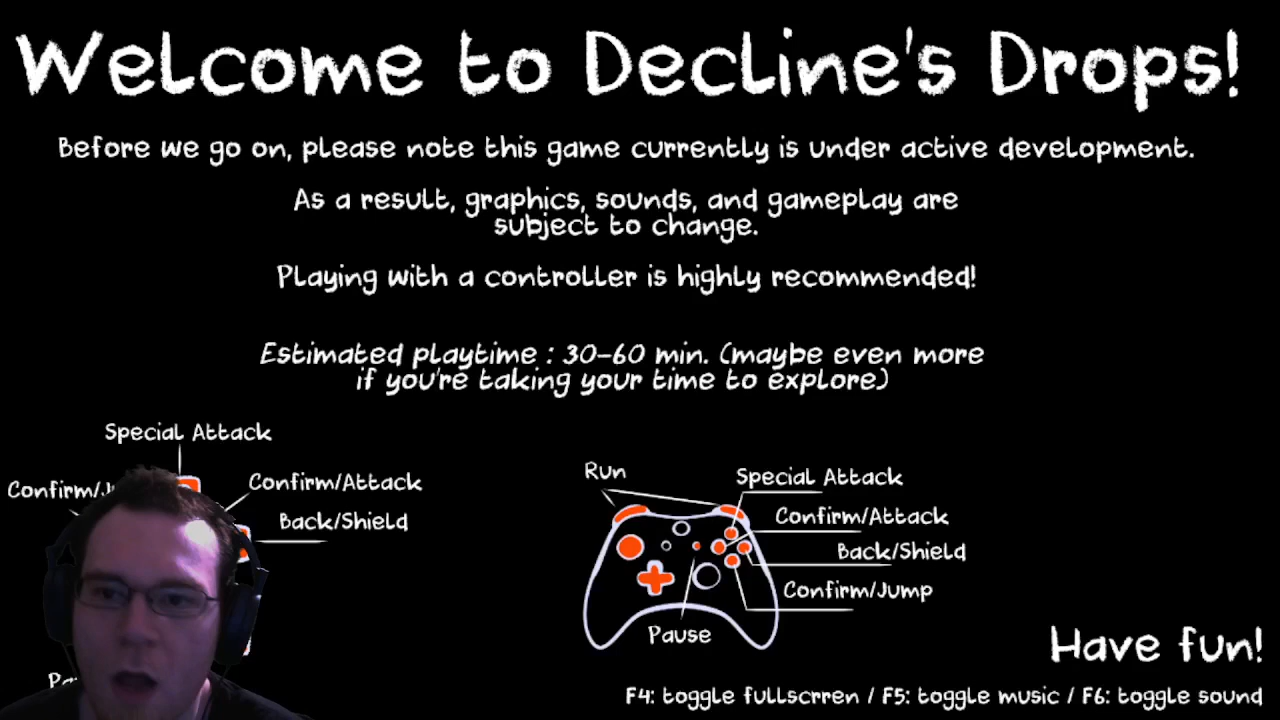 Welcome to Decline's Drops!
Before we go on, please note this game currently is under active development.
As a result, graphics, sounds, and gameplay are
subject to change.
Playing with a controller is highly recommended!
Estimated playtime : 30-60 min. (maybe even more
if you're taking your time to explore)
Special Attack
Confirm/Attack
Back/Shield
Run
Special Attack
Confirm/Attack
Back/Shield
Confirm/Jump
Pause
Have fun!
F4: toggle fullscrren / F5: toggle music / F6: toggle sound